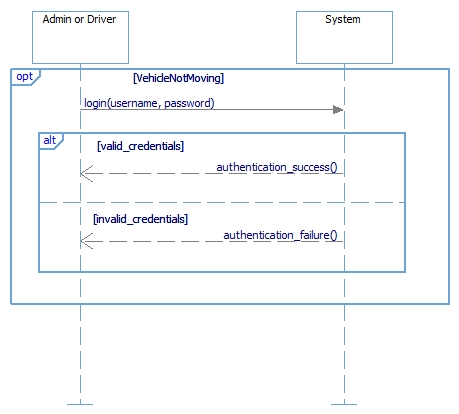 Admin or Driver
System
opt
[VehicleNotMoving]
login(username, password)
alt
[valid_credentials]
authentication_success()
[invalid_credentials]
authentication_failure()